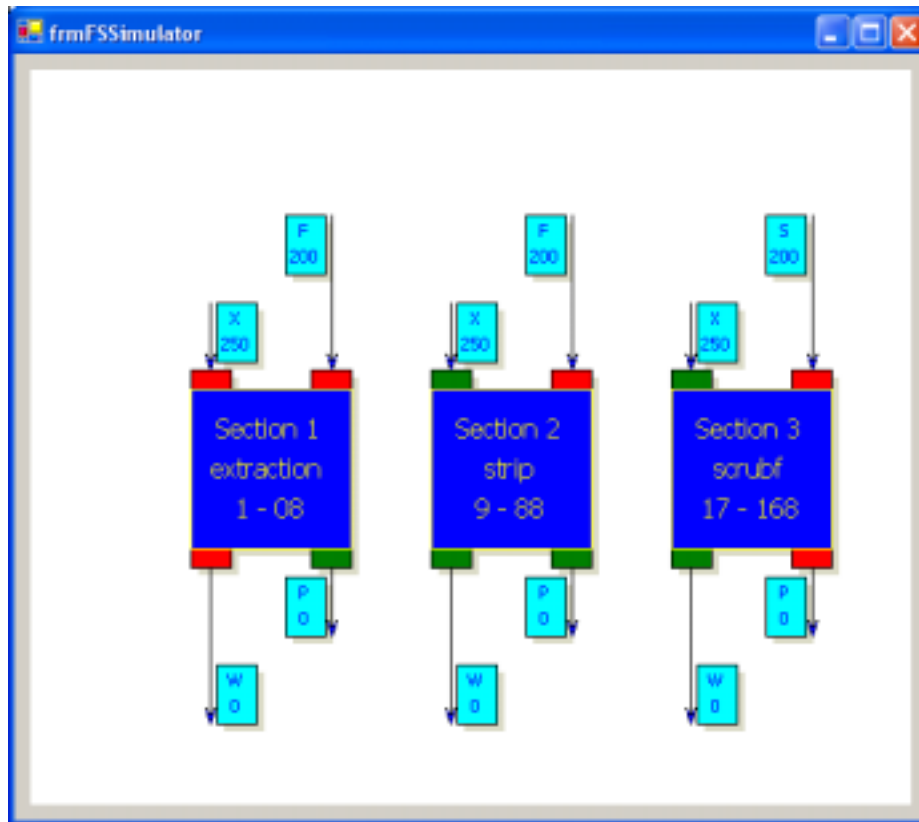 frmFSSimulator
F
200
F
200
S
200
X
250
X
250
X
250
Section 1
extraction
1 - 08
Section 2
strip
9 - 88
Section 3
scrubf
17 - 168
P
0
P
0
P
0
W
0
W
0
W
0